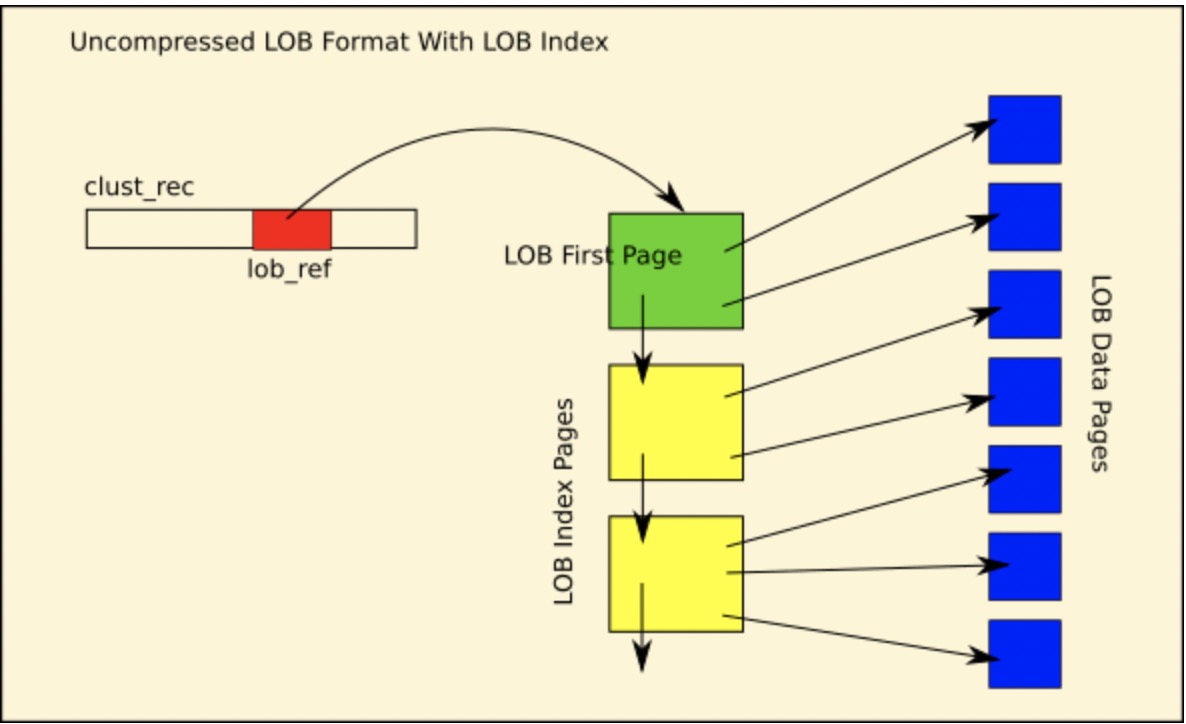 Uncompressed LOB Format With LOB Index
clust_rec
lob_ref
LOB First Page
LOB Index Pages
LOB Data Pages